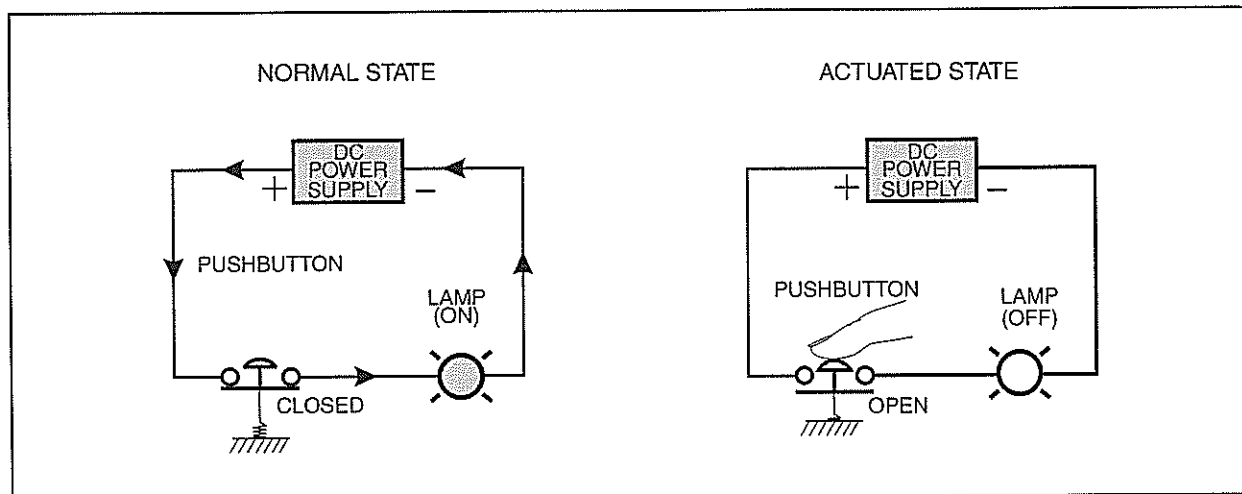 NORMAL STATE
DC
POWER
SUPPLY
+
−
PUSHBUTTON
LAMP
(ON)
CLOSED
ACTUATED STATE
DC
POWER
SUPPLY
+
−
PUSHBUTTON
LAMP
(OFF)
OPEN